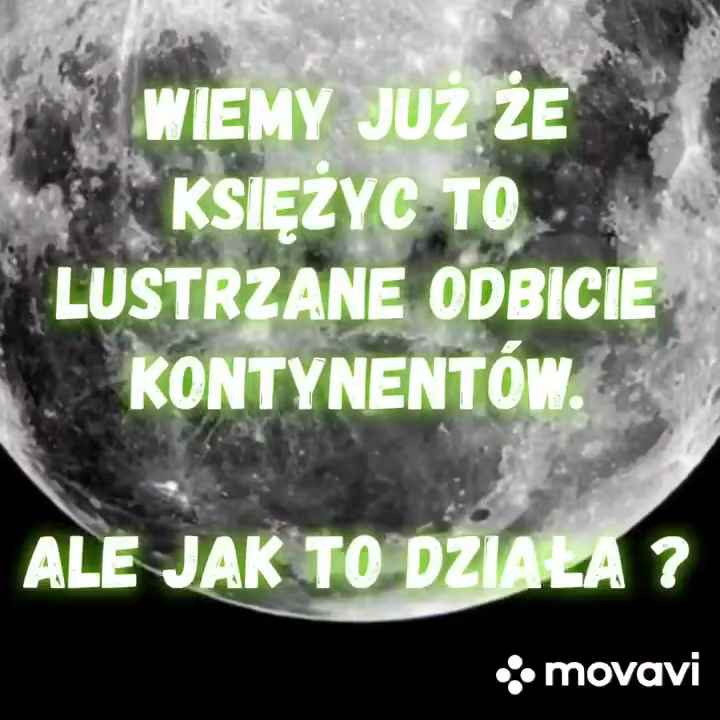 WIEMY JUŻ ŻE
KSIĘŻYC TO
LUSTRZANE ODBICIE
KONTYNENTÓW.
ALE JAK TO DZIAŁA ?
movavi